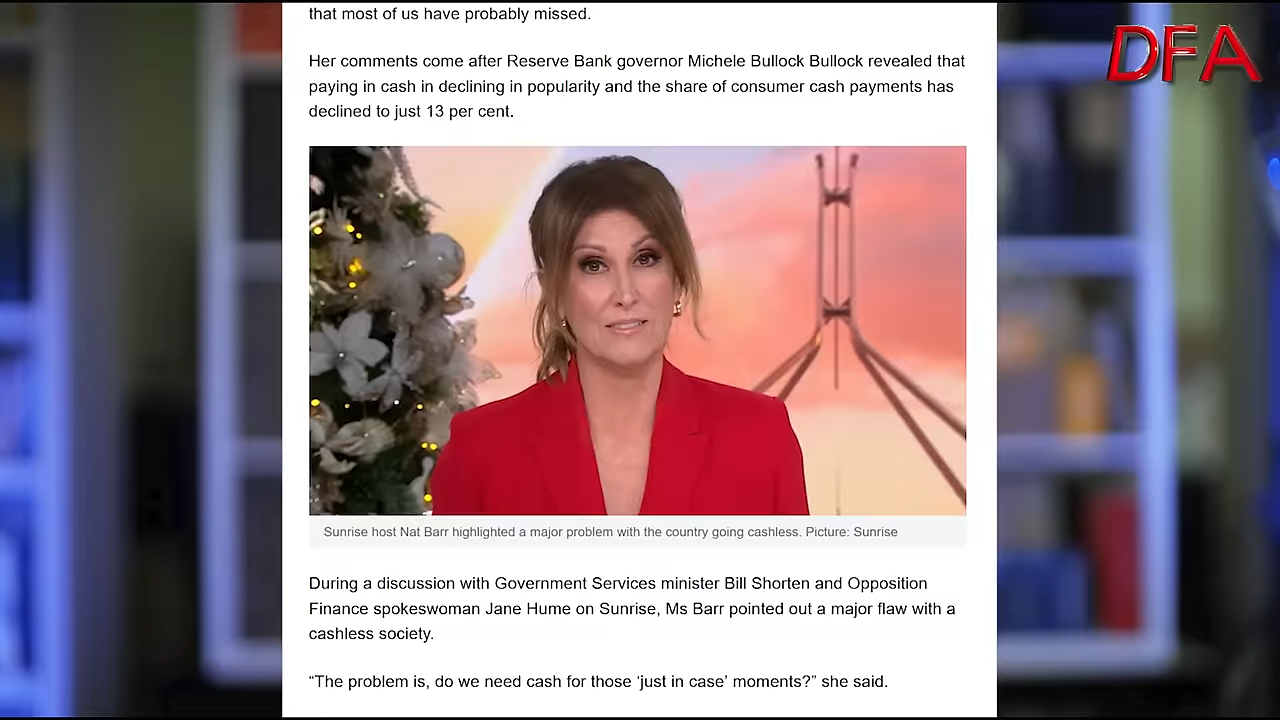 that most of us have probably missed.
DFA
Her comments come after Reserve Bank governor Michele Bullock Bullock revealed that
paying in cash in declining in popularity and the share of consumer cash payments has
declined to just 13 per cent.
Sunrise host Nat Barr highlighted a major problem with the country going cashless. Picture: Sunrise
During a discussion with Government Services minister Bill Shorten and Opposition
Finance spokeswoman Jane Hume on Sunrise, Ms Barr pointed out a major flaw with a
cashless society.
“The problem is, do we need cash for those ‘just in case’ moments?” she said.